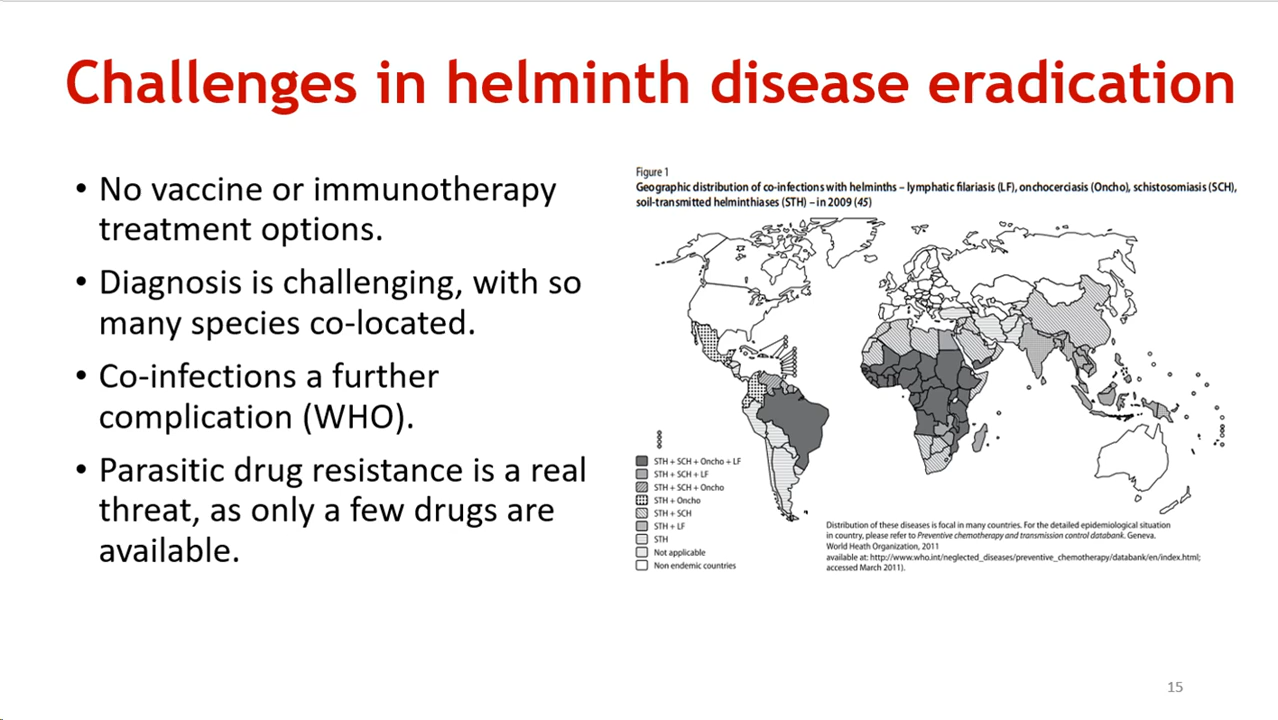 Challenges in helminth disease eradication
• No vaccine or immunotherapy
treatment options.
• Diagnosis is challenging, with so
many species co-located.
• Co-infections a further
complication (WHO).
• Parasitic drug resistance is a real
threat, as only a few drugs are
available.
Figure 1
Geographic distribution of co-infections with helminths – lymphatic filariasis (LF), onchocerciasis (Oncho), schistosomiasis (SCH),
soil-transmitted helminthiases (STH) – in 2009 (45)
STH + SCH + Oncho + LF
STH + SCH + LF
STH + SCH + Oncho
STH + Oncho
STH + SCH
STH + LF
STH
Not applicable
Non endemic countries
Distribution of these diseases is focal in many countries. For the detailed epidemiological situation
in country, please refer to Preventive chemotherapy and transmission control databank. Geneva.
World Heath Organization, 2011
available at: http://www.who.int/neglected_diseases/preventive_chemotherapy/databank/en/index.html;
accessed March 2011).
15